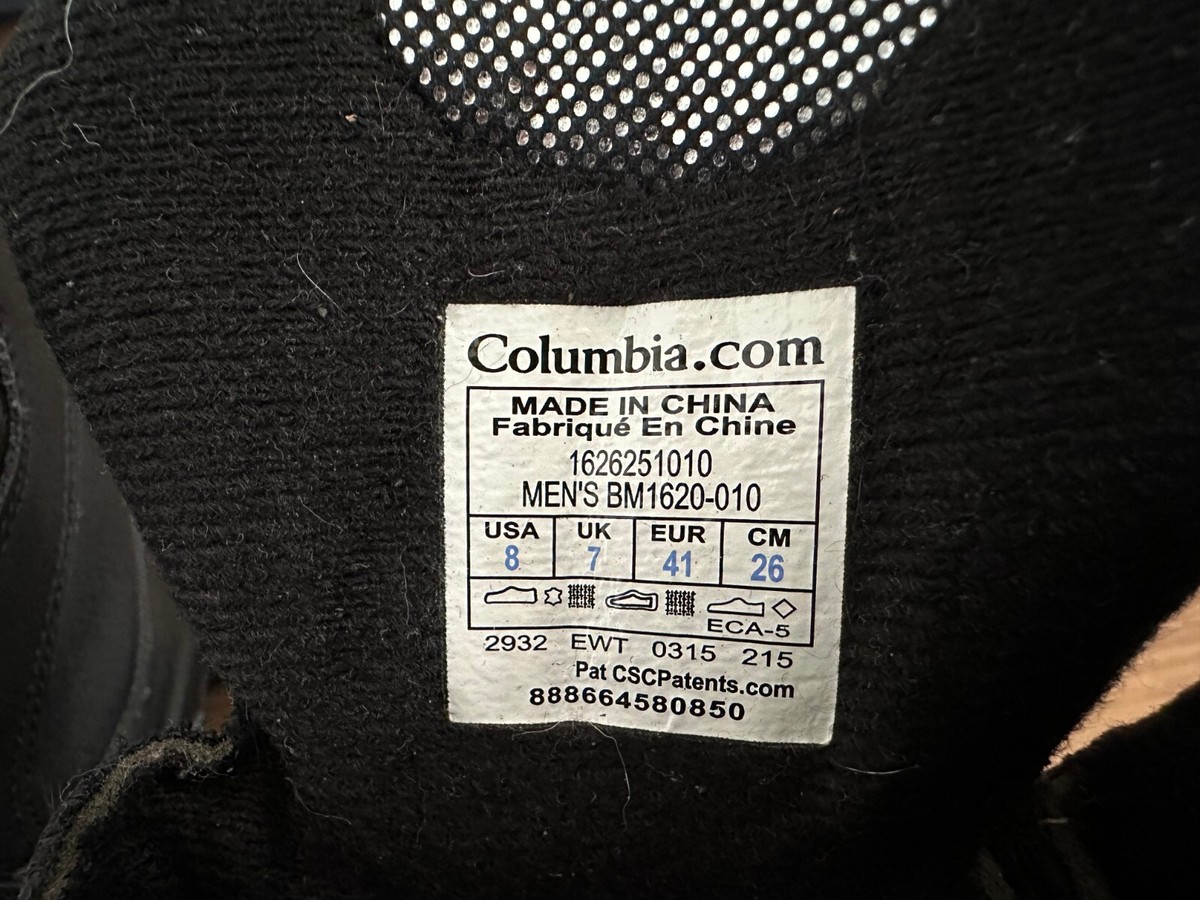 Columbia.com
MADE IN CHINA
Fabriqué En Chine
1626251010
MEN'S BM1620-010
USA UK EUR CM
8 7 41 26
ECA-5
2932 EWT 0315 215
Pat CSCPatents.com
888664580850